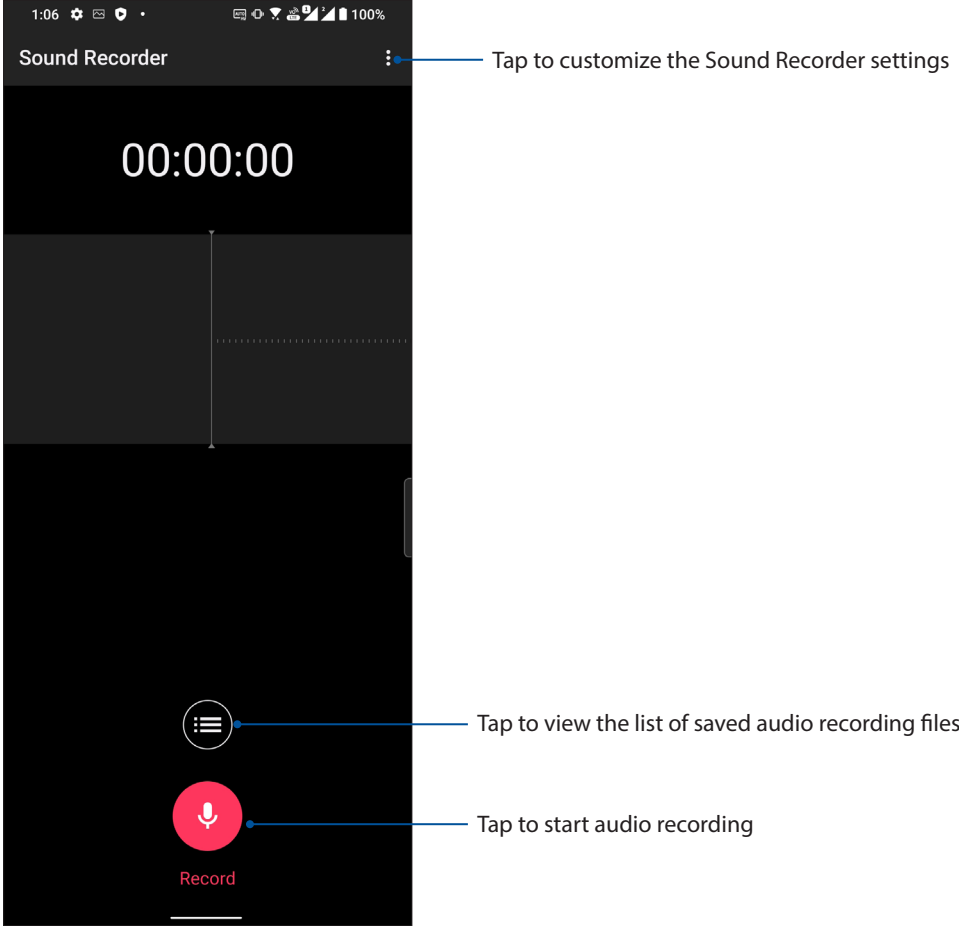 1:06
100%
Sound Recorder
Tap to customize the Sound Recorder settings
00:00:00
Tap to view the list of saved audio recording files
Tap to start audio recording
Record